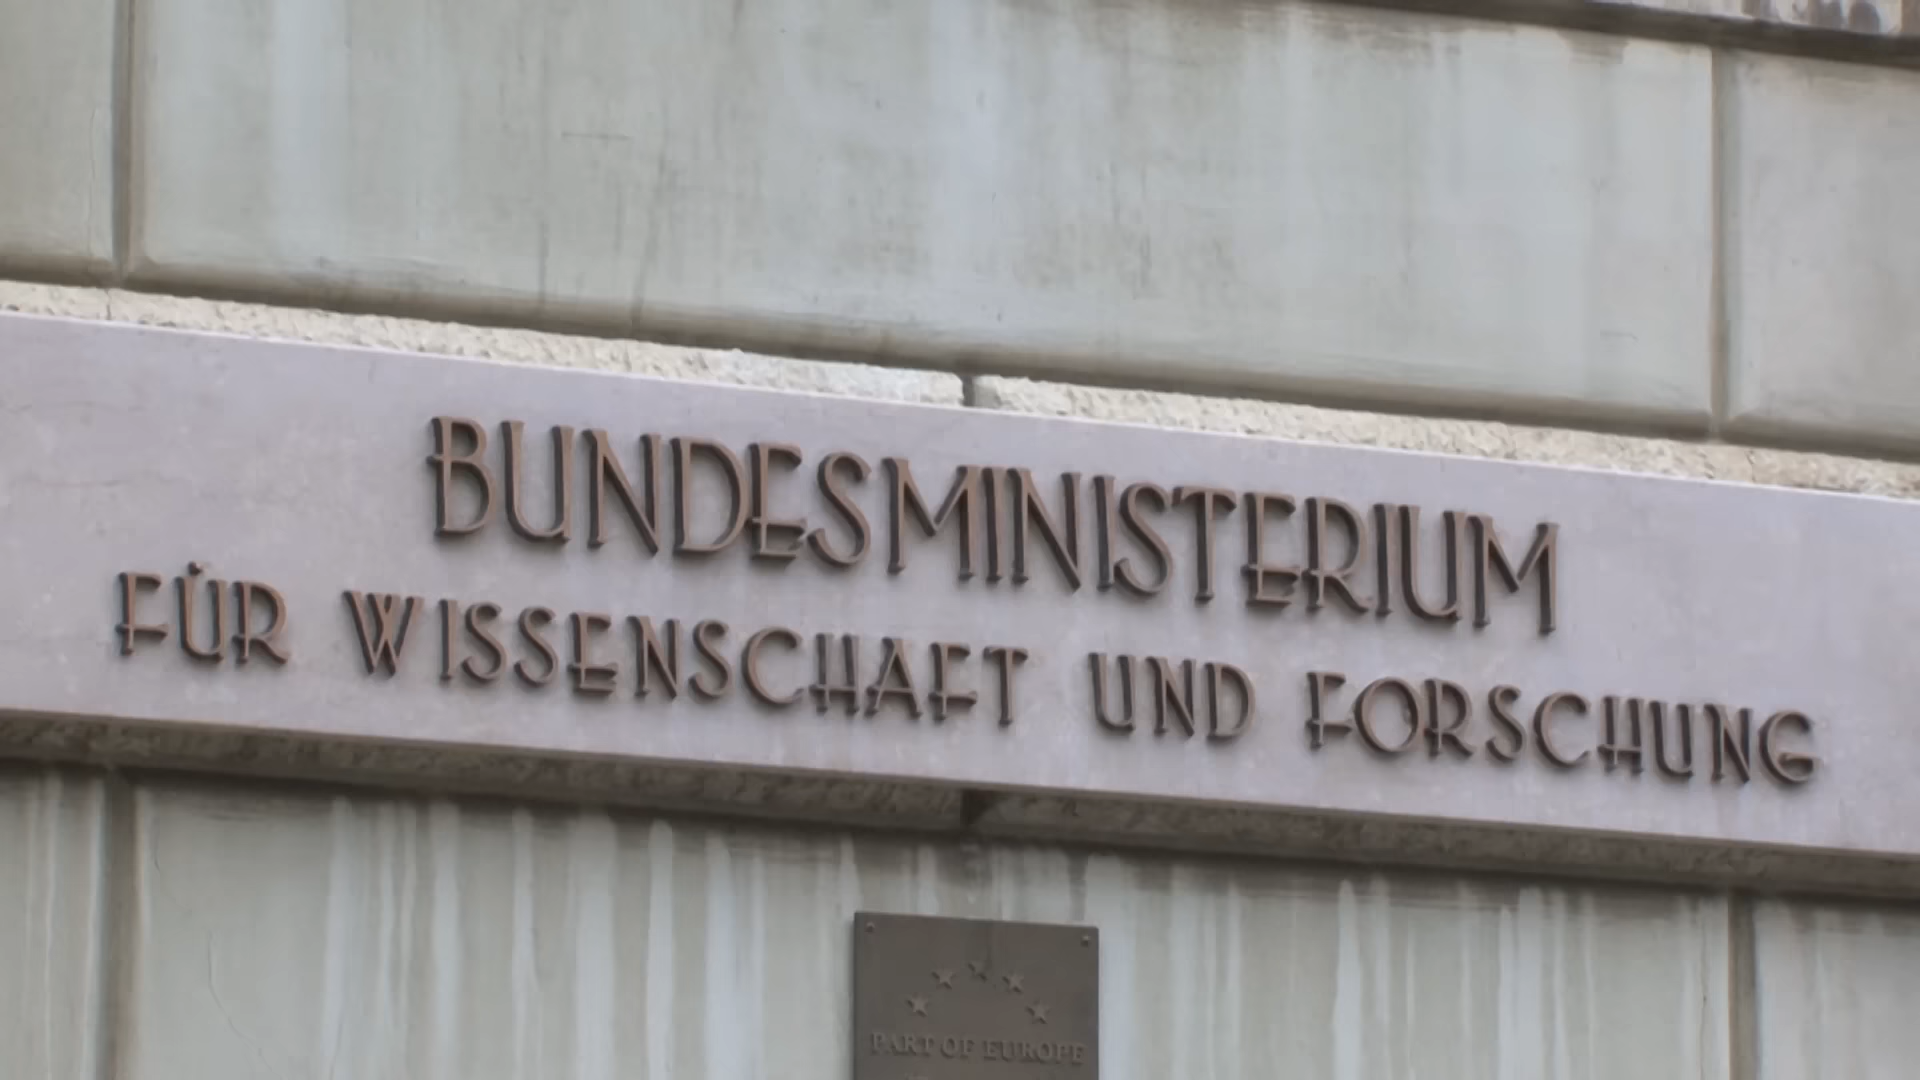 BUNDESMINISTERIUM
FÜR WISSENSCHAFT UND FORSCHUNG
PART OF EUROPE